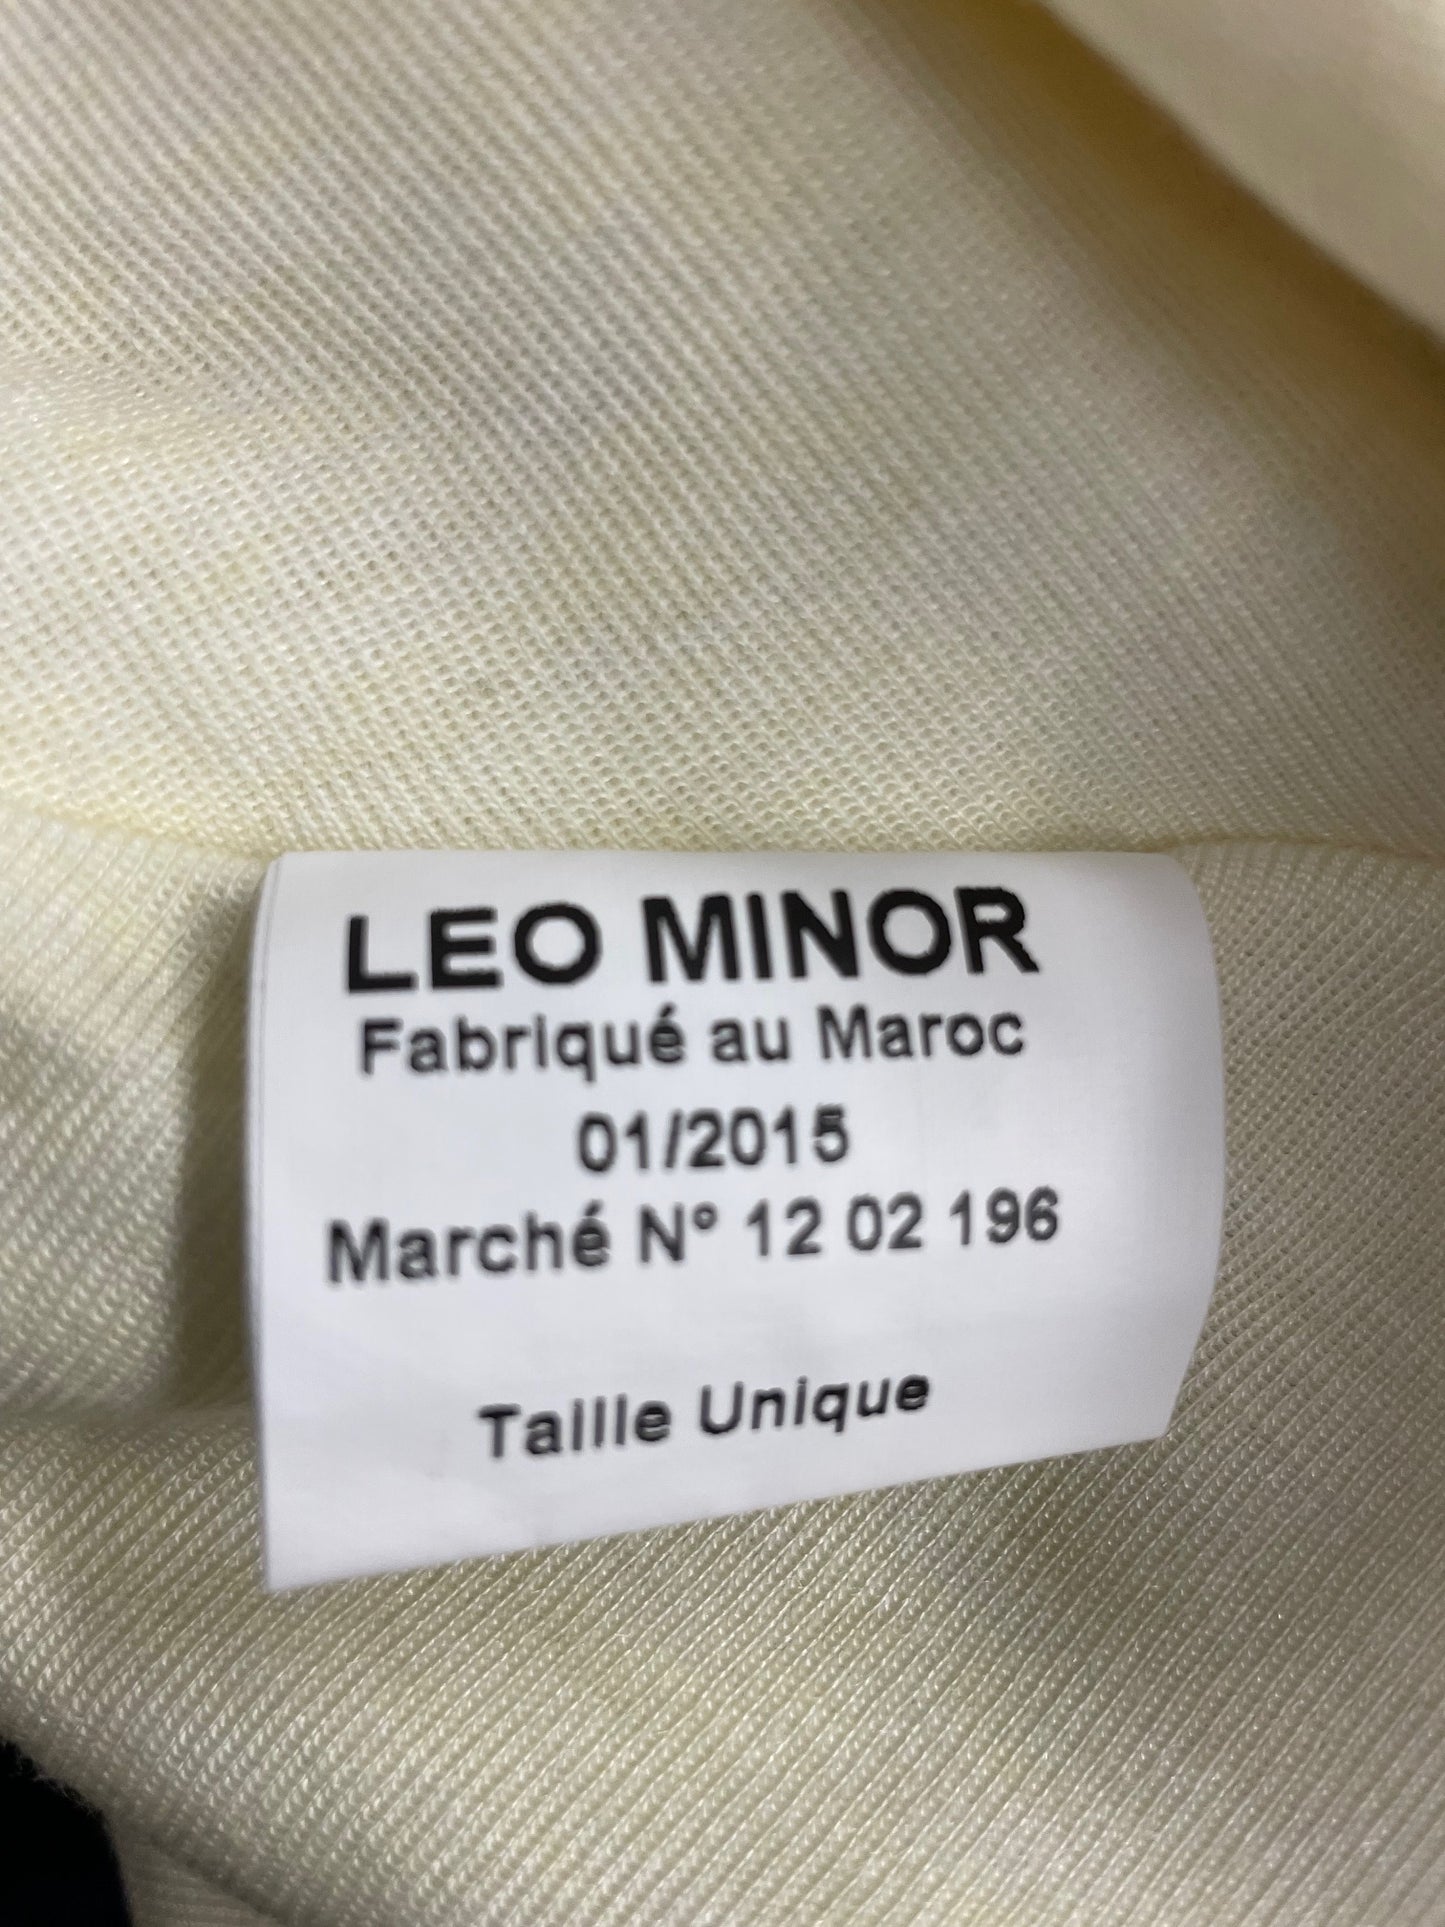 LEO MINOR
Fabriqué au Maroc
01/2015
Marché N° 12 02 196
Taille Unique